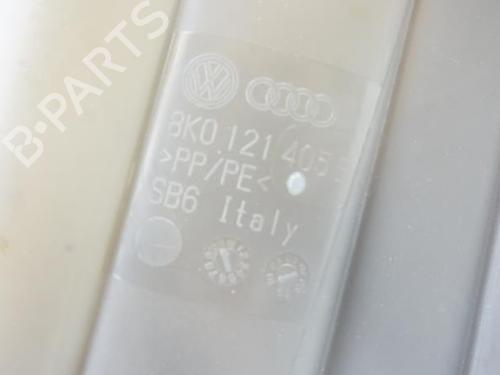 B-PARTS
8K0.121 405
>PP/PE<
SB6 Italy